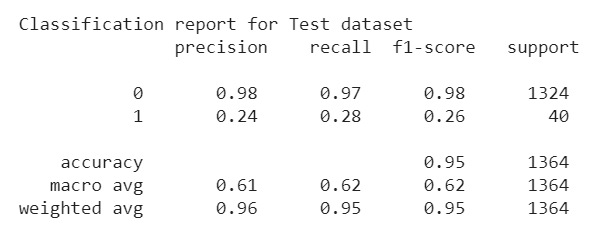 Classification report for Test dataset
precision recall f1-score support
0 0.98 0.97 0.98 1324
1 0.24 0.28 0.26 40
accuracy 0.95 1364
macro avg 0.61 0.62 0.62 1364
weighted avg 0.96 0.95 0.95 1364